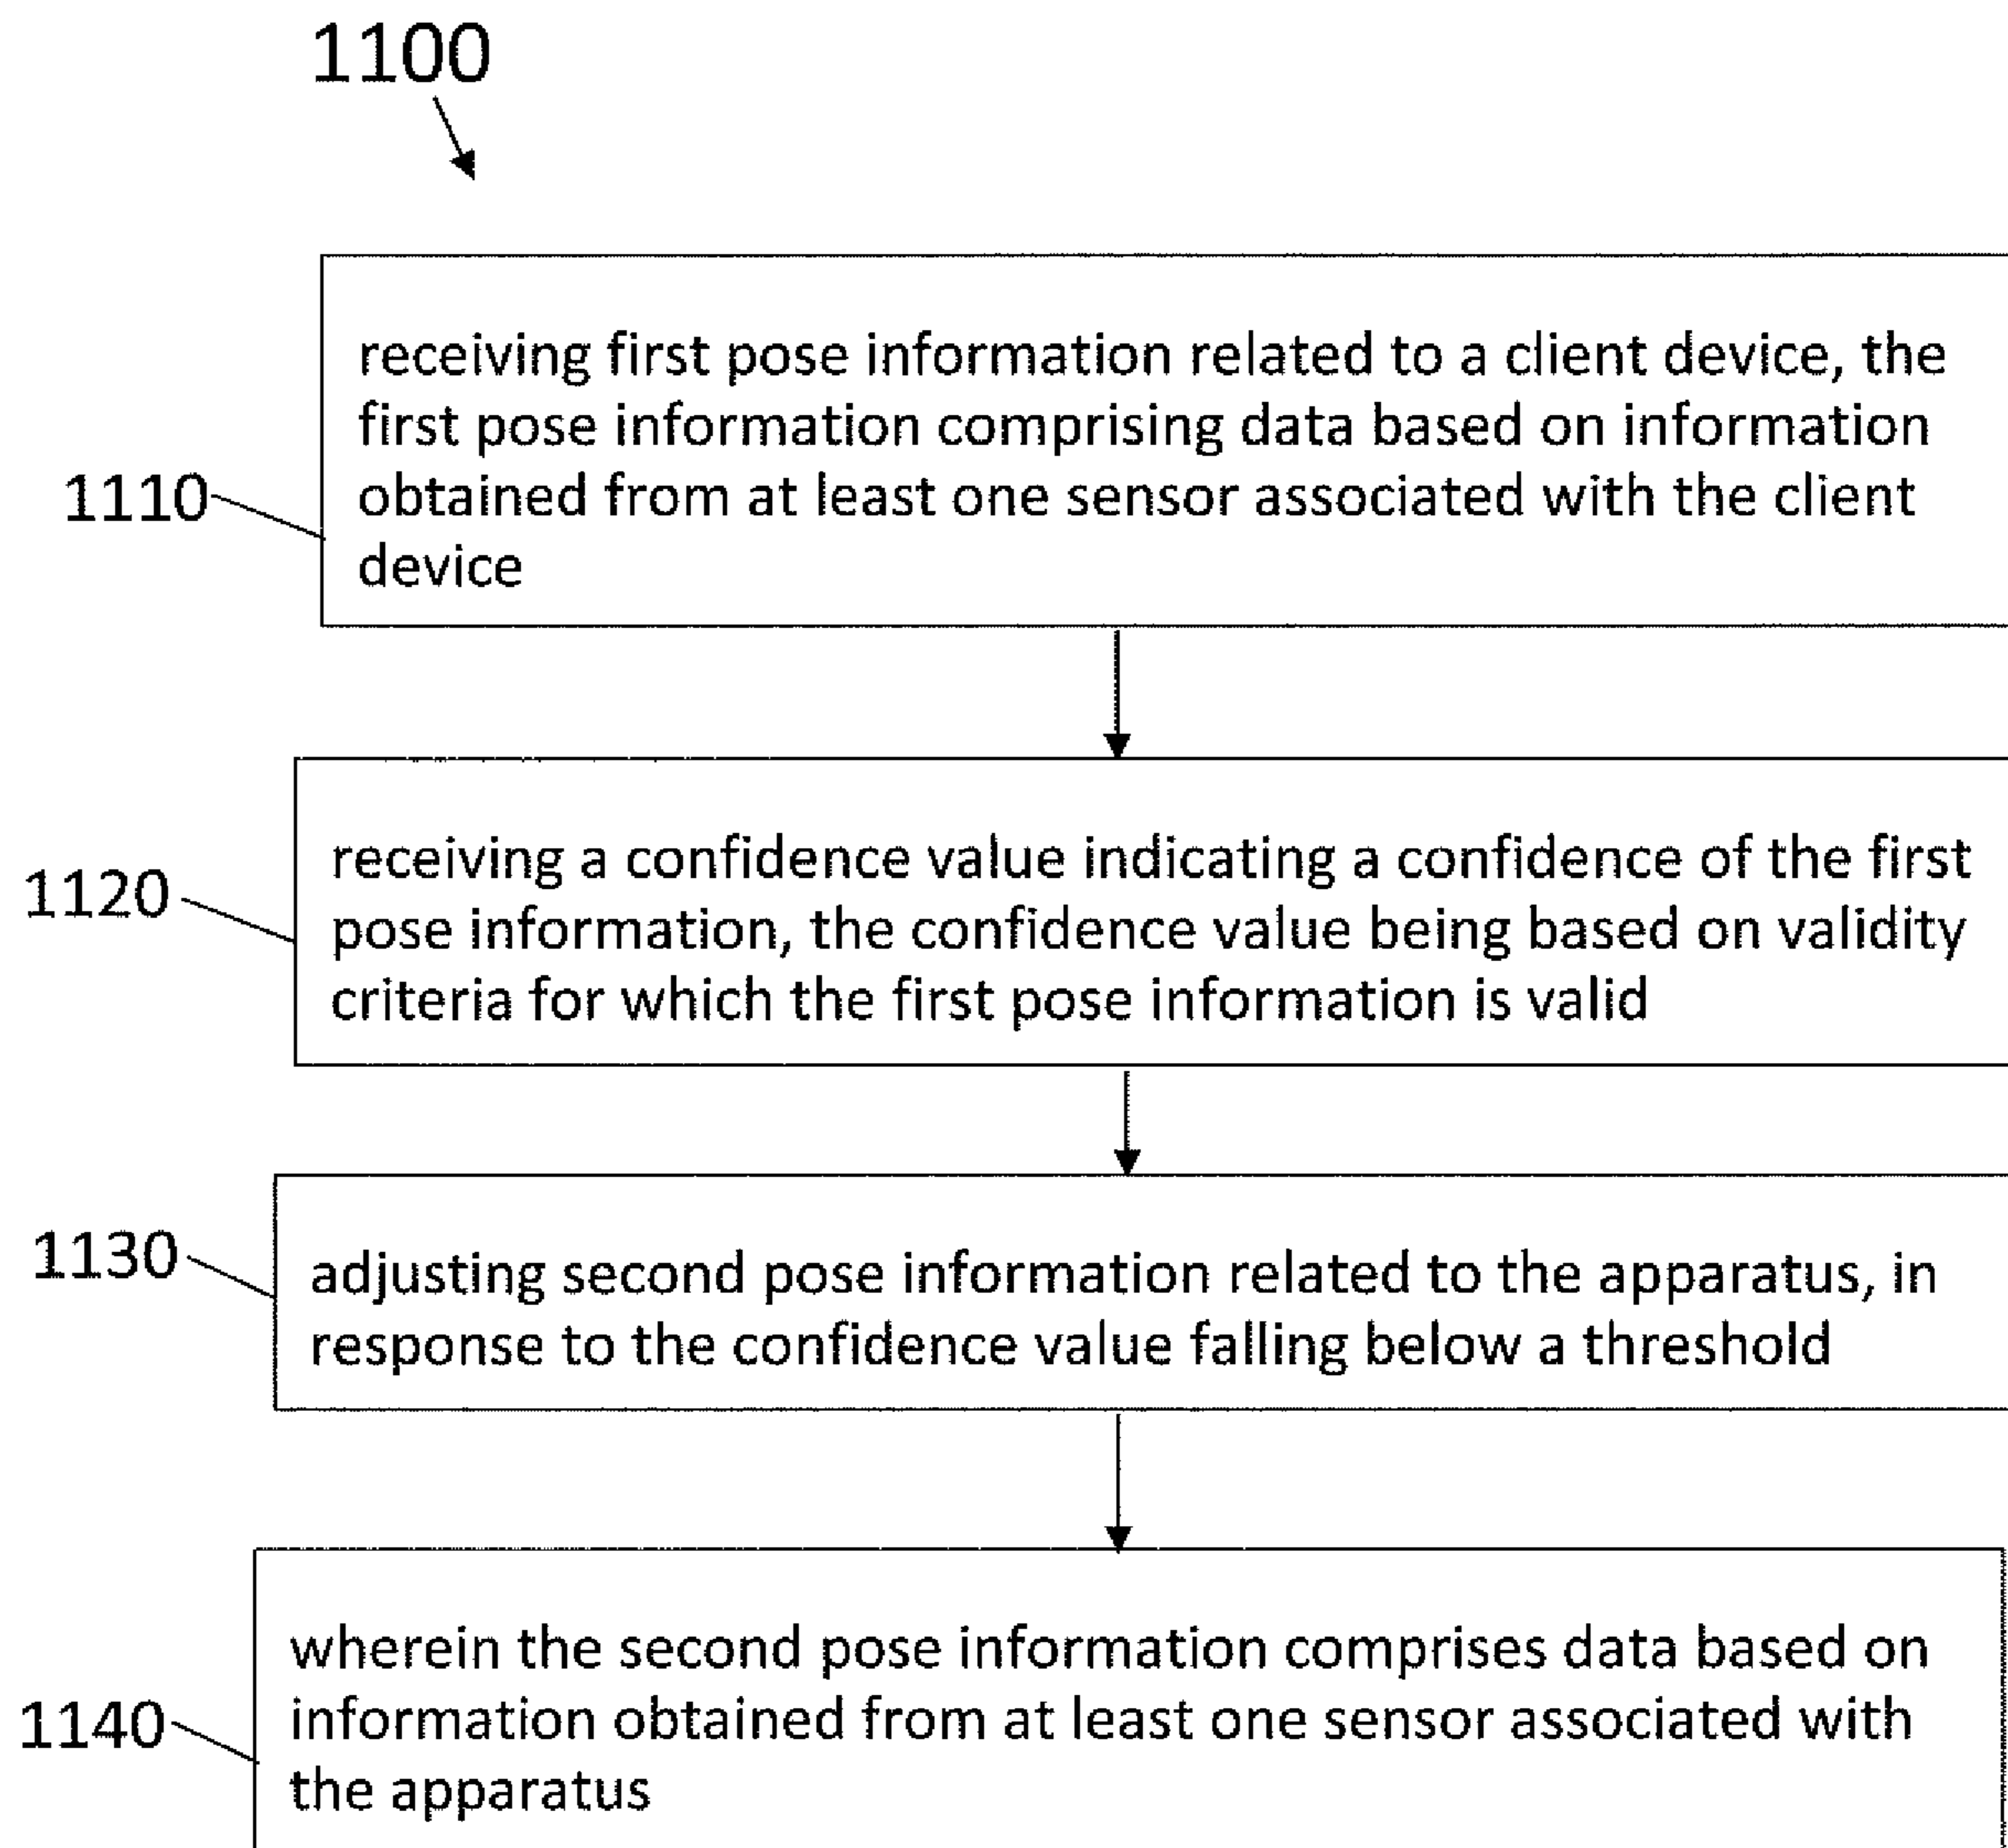 1100
receiving first pose information related to a client device, the
first pose information comprising data based on information
1110
obtained from at least one sensor associated with the client
device
receiving a confidence value indicating a confidence of the first
1120
pose information, the confidence value being based on validity
criteria for which the first pose information is valid
1130
adjusting second pose information related to the apparatus, in
response to the confidence value falling below a threshold
wherein the second pose information comprises data based on
1140
information obtained from at least one sensor associated with
the apparatus